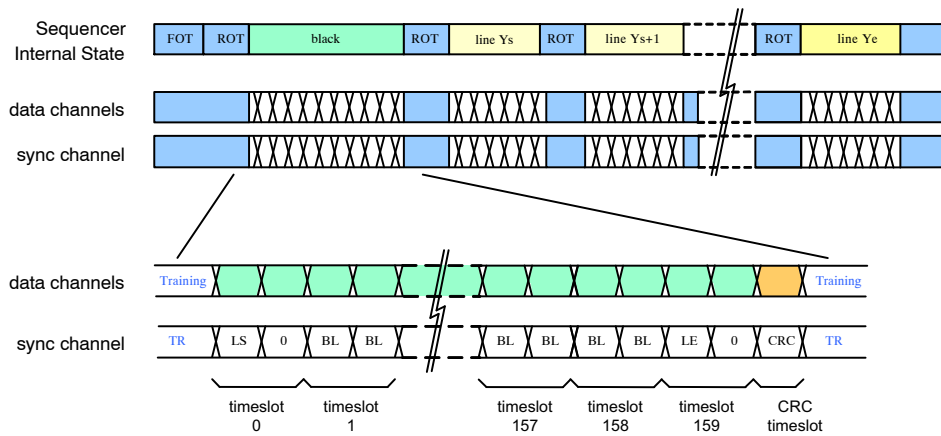 Sequencer
Internal State
FOT ROT black ROT line Ys ROT line Ys+1 ROT line Ye
data channels
sync channel
data channels
Training Training
sync channel
TR LS 0 BL BL BL BL BL BL LE 0 CRC TR
timeslot timeslot timeslot timeslot timeslot CRC
0 1 157 158 159 timeslot